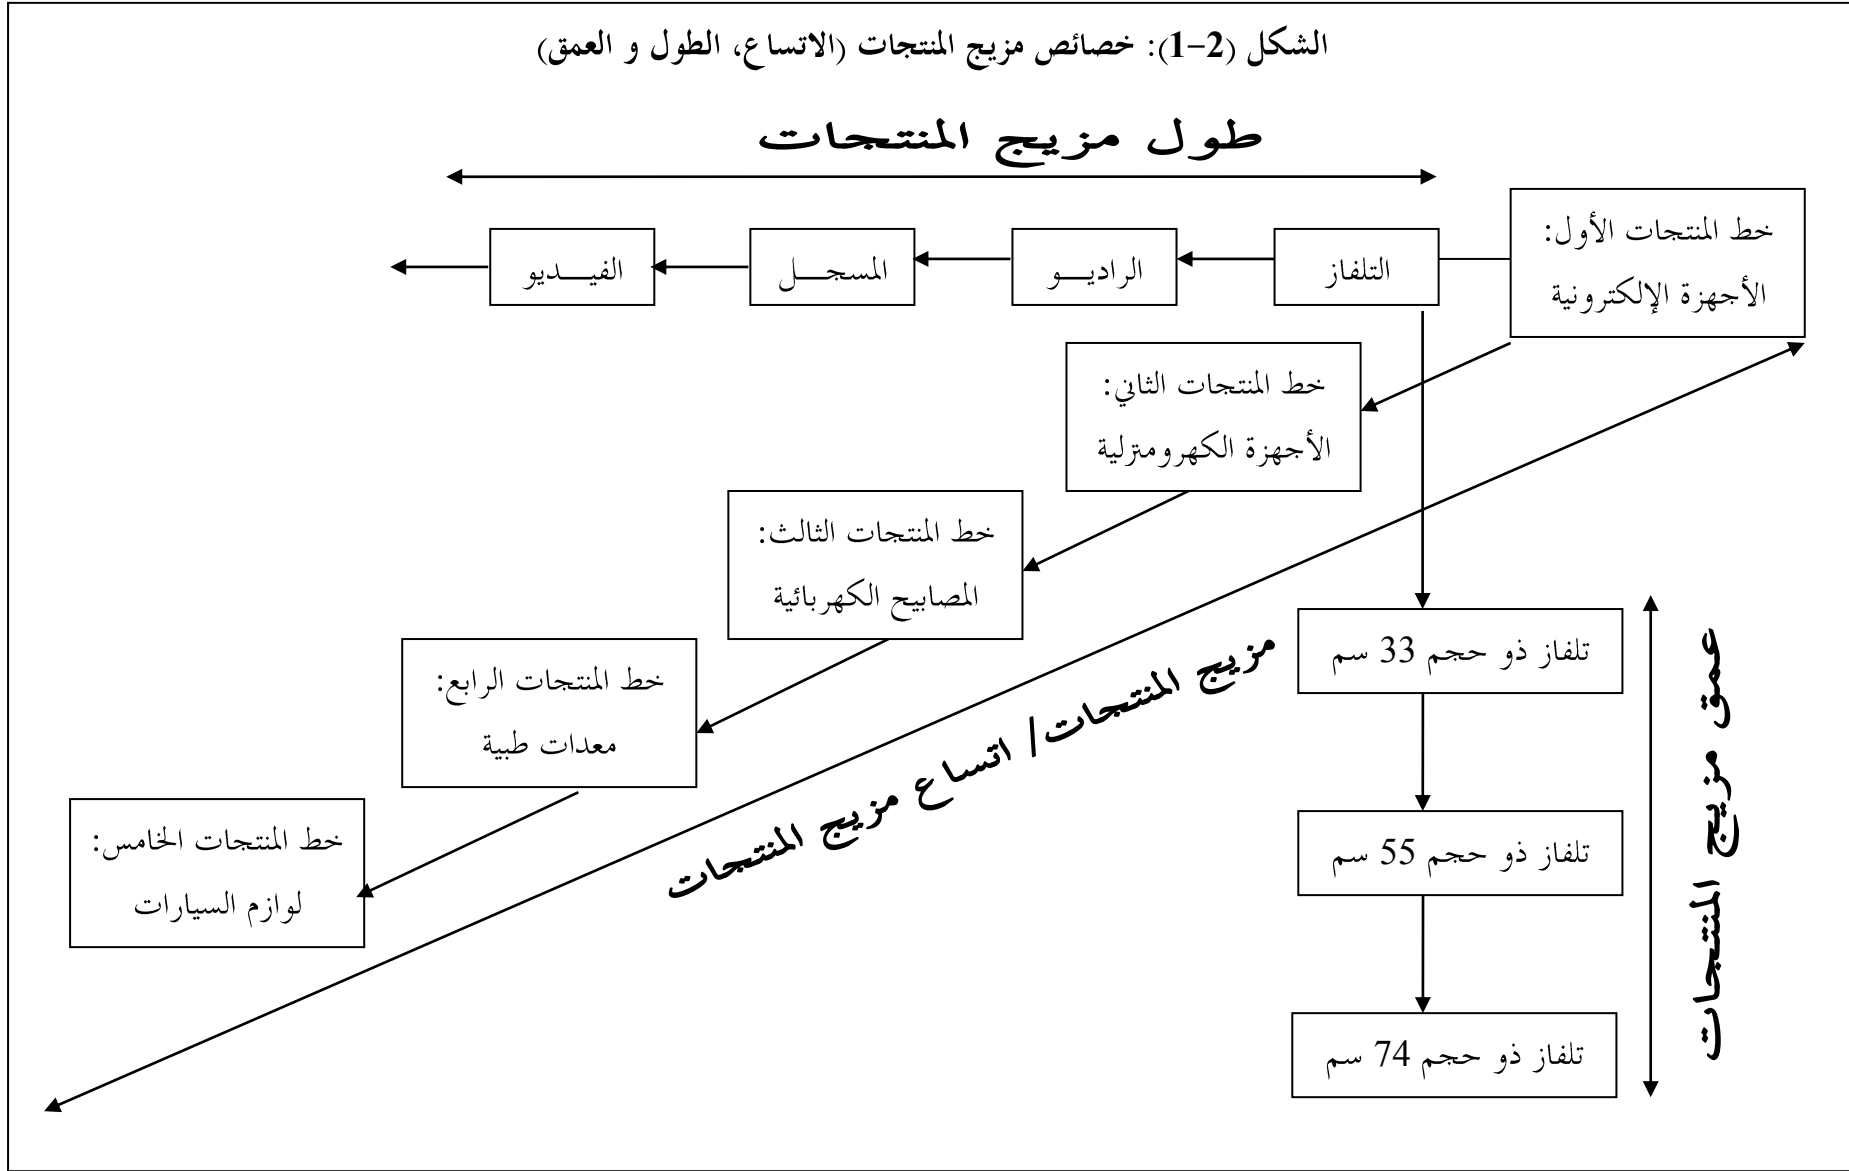 الشكل (2-1): خصائص مزيج المنتجات (الاتساع، الطول و العمق)
طول مزيج المنتجات
خط المنتجات الأول:
الأجهزة الإلكترونية
التلفاز
الراديـــو
المسجـــل
الفيـــديو
خط المنتجات الثاني:
الأجهزة الكهرومنزلية
خط المنتجات الثالث:
المصابيح الكهربائية
خط المنتجات الرابع:
معدات طبية
خط المنتجات الخامس:
لوازم السيارات
مزيج المنتجات/ اتساع مزيج المنتجات
تلفاز ذو حجم 33 سم
تلفاز ذو حجم 55 سم
تلفاز ذو حجم 74 سم
عمق مزيج المنتجات